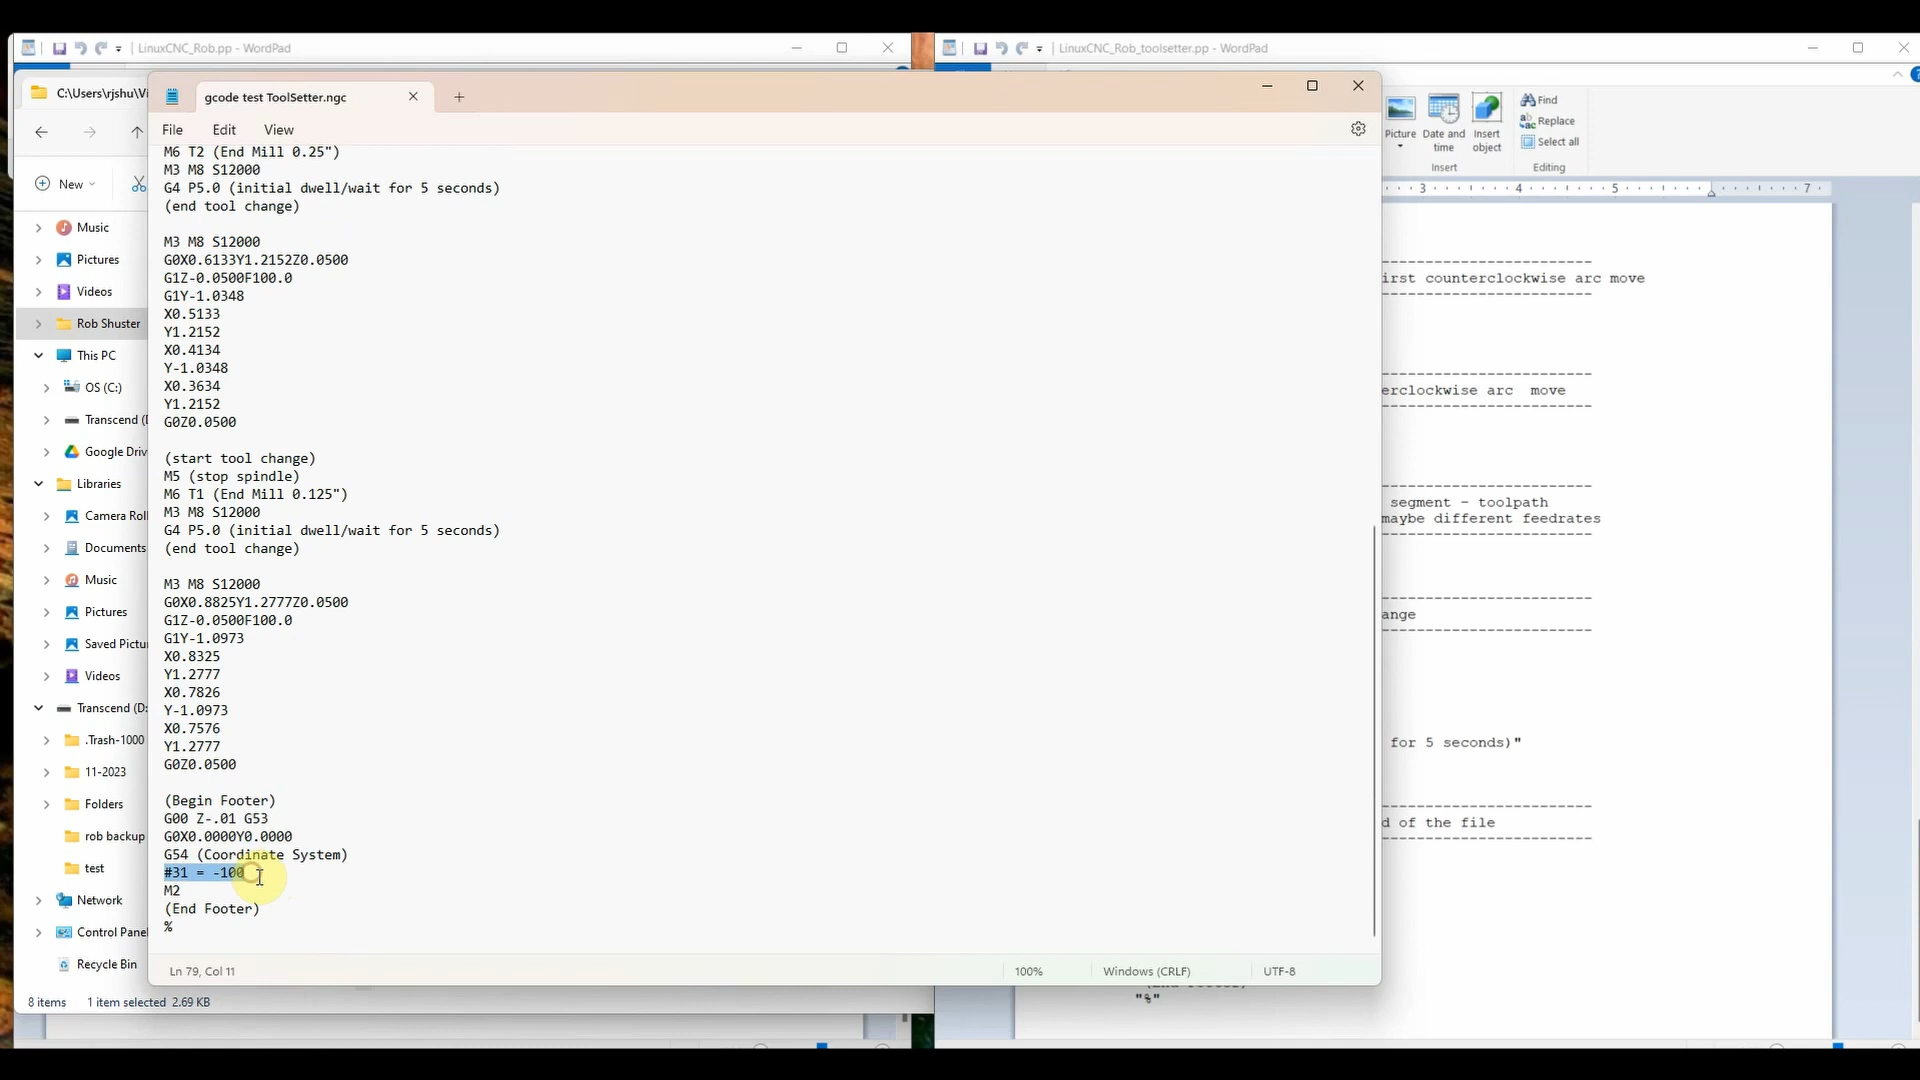 LinuxCNC_Rob.pp - WordPad
LinuxCNC_Rob_toolsetter.pp - WordPad
C:\Users\rjshu\Vi
gcode test ToolSetter.ngc
File Edit View
New
Music
Pictures
Videos
Rob Shuster
This PC
OS (C:)
Transcend (
Google Driv
Libraries
Camera Roll
Documents
Music
Pictures
Saved Pictu
Videos
Transcend (D:
.Trash-1000
11-2023
Folders
rob backup
test
Network
Control Pane
Recycle Bin
8 items 1 item selected 2.69 KB
M6 T2 (End Mill 0.25")
M3 M8 S12000
G4 P5.0 (initial dwell/wait for 5 seconds)
(end tool change)
M3 M8 S12000
G0X0.6133Y1.2152Z0.0500
G1Z-0.0500F100.0
G1Y-1.0348
X0.5133
Y1.2152
X0.4134
Y-1.0348
X0.3634
Y1.2152
G0Z0.0500
(start tool change)
M5 (stop spindle)
M6 T1 (End Mill 0.125")
M3 M8 S12000
G4 P5.0 (initial dwell/wait for 5 seconds)
(end tool change)
M3 M8 S12000
G0X0.8825Y1.2777Z0.0500
G1Z-0.0500F100.0
G1Y-1.0973
X0.8325
Y1.2777
X0.7826
Y-1.0973
X0.7576
Y1.2777
G0Z0.0500
(Begin Footer)
G00 Z-.01 G53
G0X0.0000Y0.0000
G54 (Coordinate System)
#31 = -100
M2
(End Footer)
%
Ln 79, Col 11
100%
Windows (CRLF)
UTF-8
Picture
Date and time
Insert object
Insert
Find
Replace
Select all
Editing
3 4 5 7
irst counterclockwise arc move
erclockwise arc  move
segment - toolpath
maybe different feedrates
ange
for 5 seconds)"
d of the file
"%"